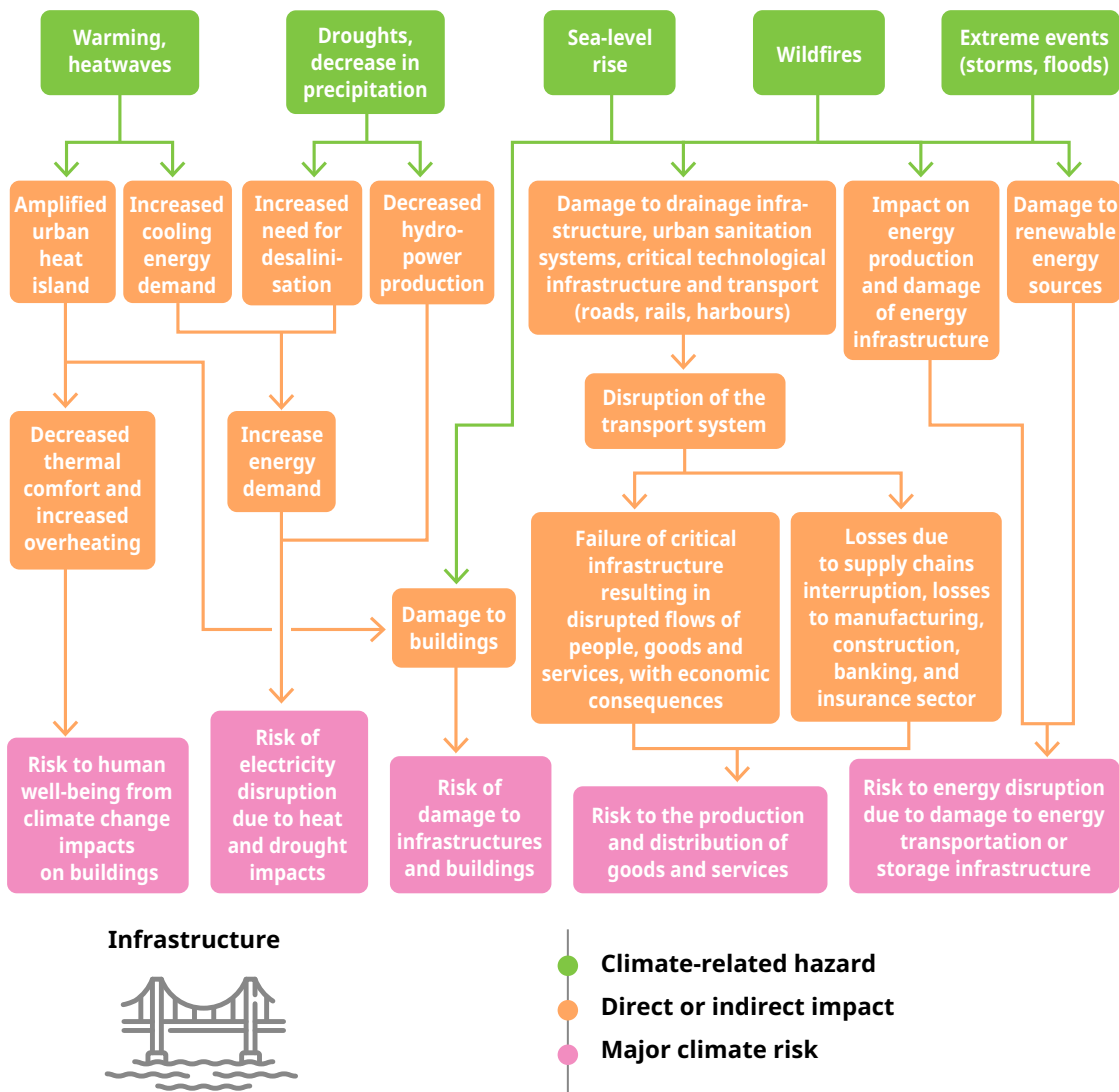 Warming,
heatwaves
Droughts,
decrease in
precipitation
Sea-level
rise
Wildfires
Extreme events
(storms, floods)
Amplified
urban
heat
island
Increased
cooling
energy
demand
Increased
need for
desalini-
sation
Decreased
hydro-
power
production
Damage to drainage infra-
structure, urban sanitation
systems, critical technological
infrastructure and transport
(roads, rails, harbours)
Impact on
energy
production
and damage
of energy
infrastructure
Damage to
renewable
energy
sources
Disruption of the
transport system
Decreased
thermal
comfort and
increased
overheating
Increase
energy
demand
Failure of critical
infrastructure
resulting in
disrupted flows of
people, goods and
services, with economic
consequences
Losses due
to supply chains
interruption, losses
to manufacturing,
construction,
banking, and
insurance sector
Damage to
buildings
Risk to human
well-being from
climate change
impacts
on buildings
Risk of
electricity
disruption
due to heat
and drought
impacts
Risk of
damage to
infrastructures
and buildings
Risk to the production
and distribution of
goods and services
Risk to energy disruption
due to damage to energy
transportation or
storage infrastructure
Infrastructure
Climate-related hazard
Direct or indirect impact
Major climate risk